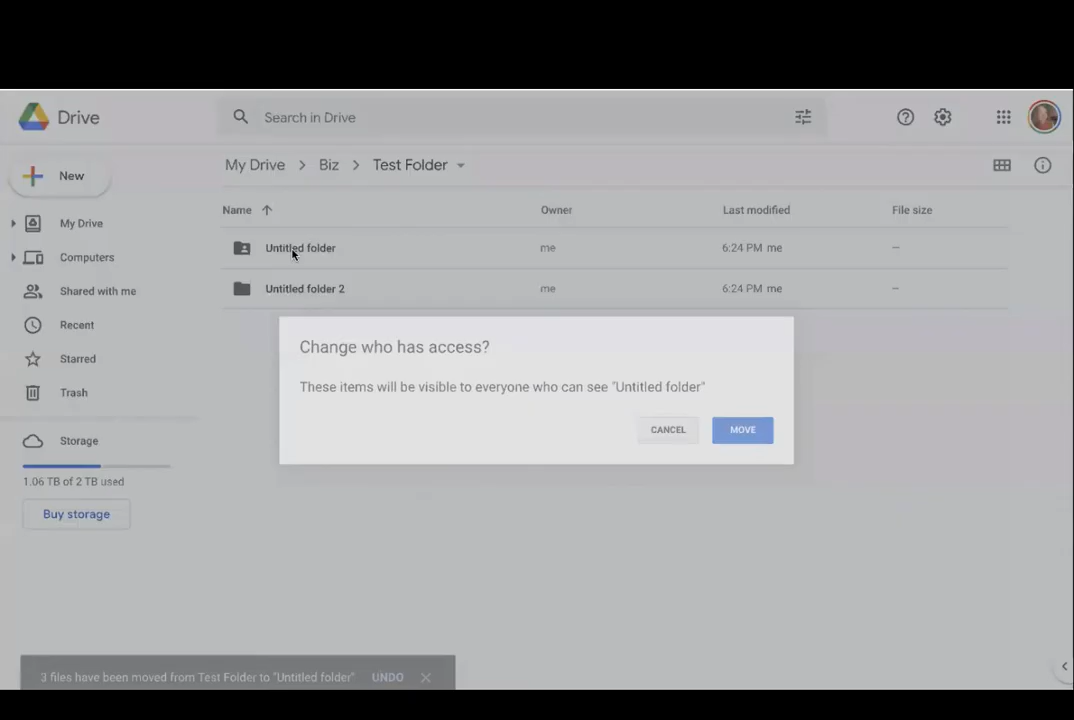 Drive
Search in Drive
New
My Drive
Biz
Test Folder
Name
Owner
Last modified
File size
My Drive
Untitled folder
me
6:24 PM me
–
Computers
Untitled folder 2
me
6:24 PM me
–
Shared with me
Recent
Starred
Trash
Storage
1.06 TB of 2 TB used
Buy storage
Change who has access?
These items will be visible to everyone who can see "Untitled folder"
CANCEL
MOVE
3 files have been moved from Test Folder to "Untitled folder"
UNDO